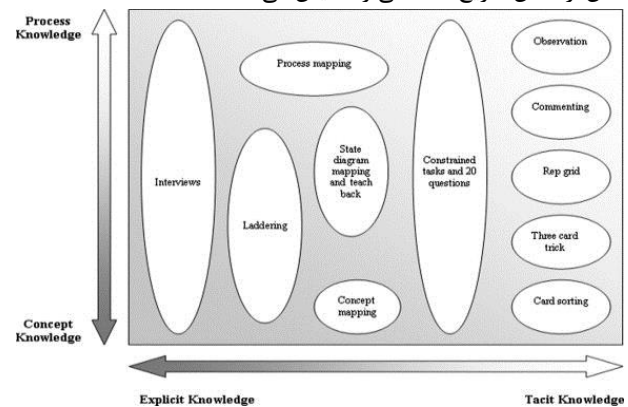 Process
Knowledge
Observation
Process mapping
Commenting
State
diagram
mapping
and teach
back
Constrained
tasks and 20
questions
Interviews
Rep grid
Laddering
Three card
trick
Concept
mapping
Card sorting
Concept
Knowledge
Explicit Knowledge
Tacit Knowledge